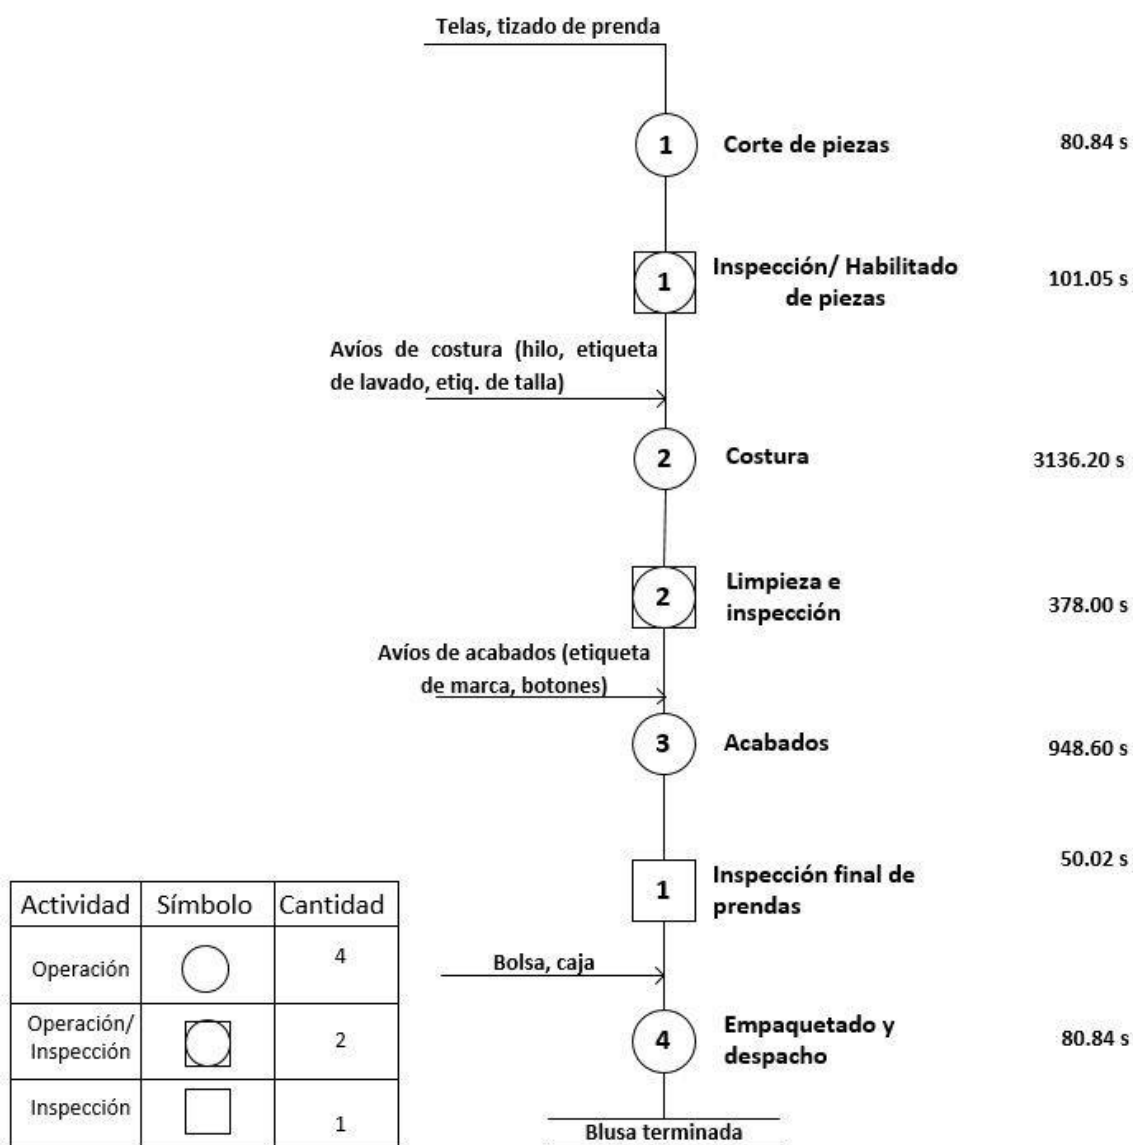 Telas, tizado de prenda
1
Corte de piezas
80.84 s
1
Inspección/ Habilitado
de piezas
101.05 s
Avíos de costura (hilo, etiqueta
de lavado, etiq. de talla)
2
Costura
3136.20 s
2
Limpieza e
inspección
378.00 s
Avíos de acabados (etiqueta
de marca, botones)
3
Acabados
948.60 s
1
Inspección final de
prendas
50.02 s
Bolsa, caja
4
Empaquetado y
despacho
80.84 s
Blusa terminada
Actividad Símbolo Cantidad
Operación 4
Operación/
Inspección 2
Inspección 1